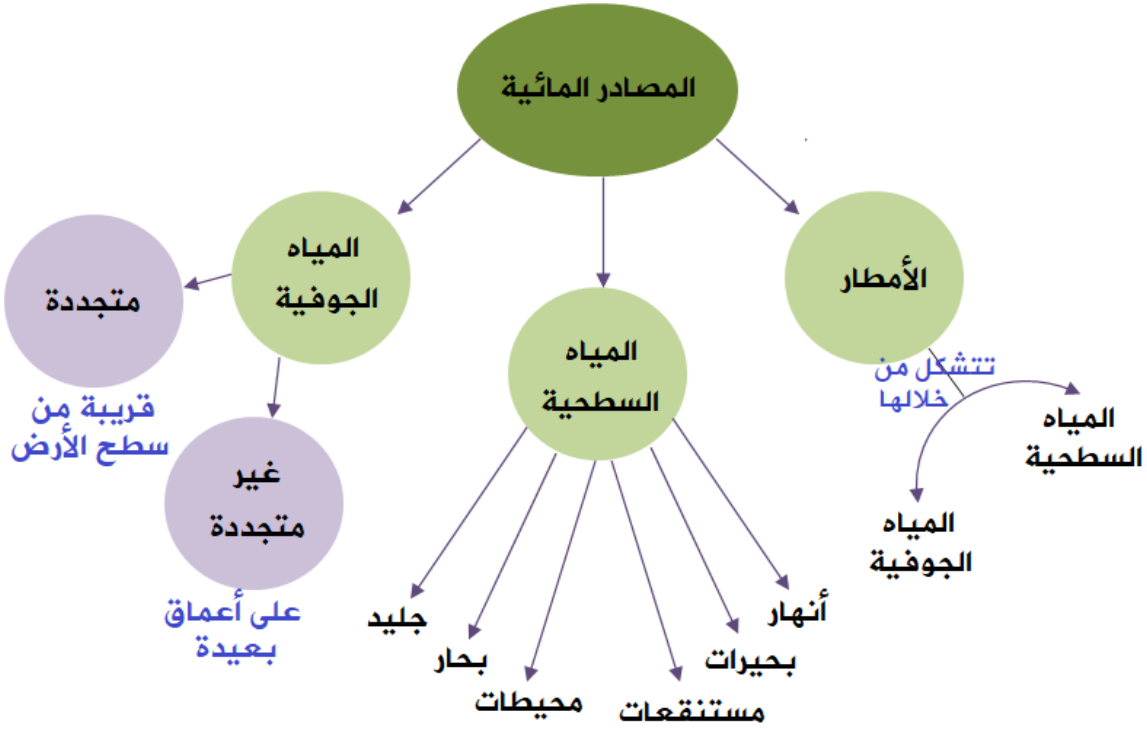 المصادر المائية
الأمطار
تتشكل من
خلالها
المياه
السطحية
المياه
الجوفية
المياه
السطحية
أنهار
بحيرات
مستنقعات
محيطات
بحار
جليد
المياه
الجوفية
متجددة
قريبة من
سطح الأرض
غير
متجددة
على أعماق
بعيدة